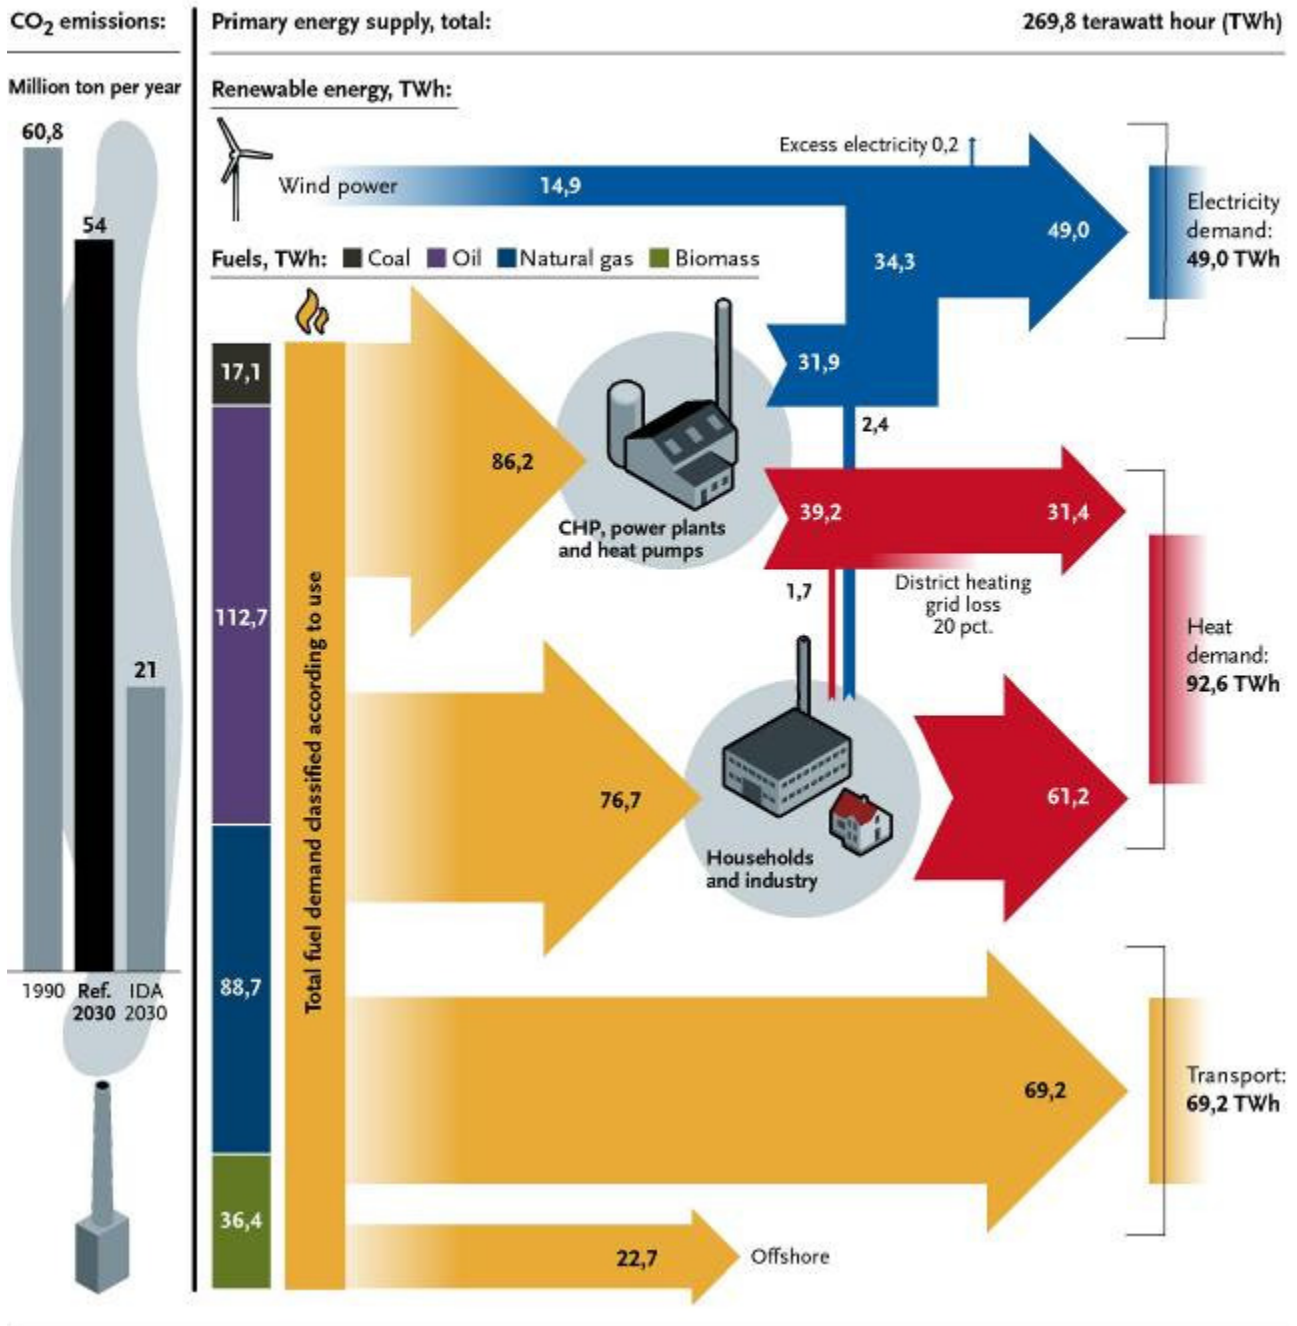 CO2 emissions:
Million ton per year
60,8
54
21
1990 Ref. IDA
2030 2030
Primary energy supply, total: 269,8 terawatt hour (TWh)
Renewable energy, TWh:
Wind power
14,9
Excess electricity 0,2
49,0
34,3
Electricity
demand:
49,0 TWh
Fuels, TWh: Coal Oil Natural gas Biomass
17,1
112,7
88,7
36,4
Total fuel demand classified according to use
86,2
CHP, power plants
and heat pumps
31,9
2,4
39,2
31,4
1,7
District heating
grid loss
20 pct.
Heat
demand:
92,6 TWh
76,7
Households
and industry
61,2
69,2
Transport:
69,2 TWh
22,7
Offshore